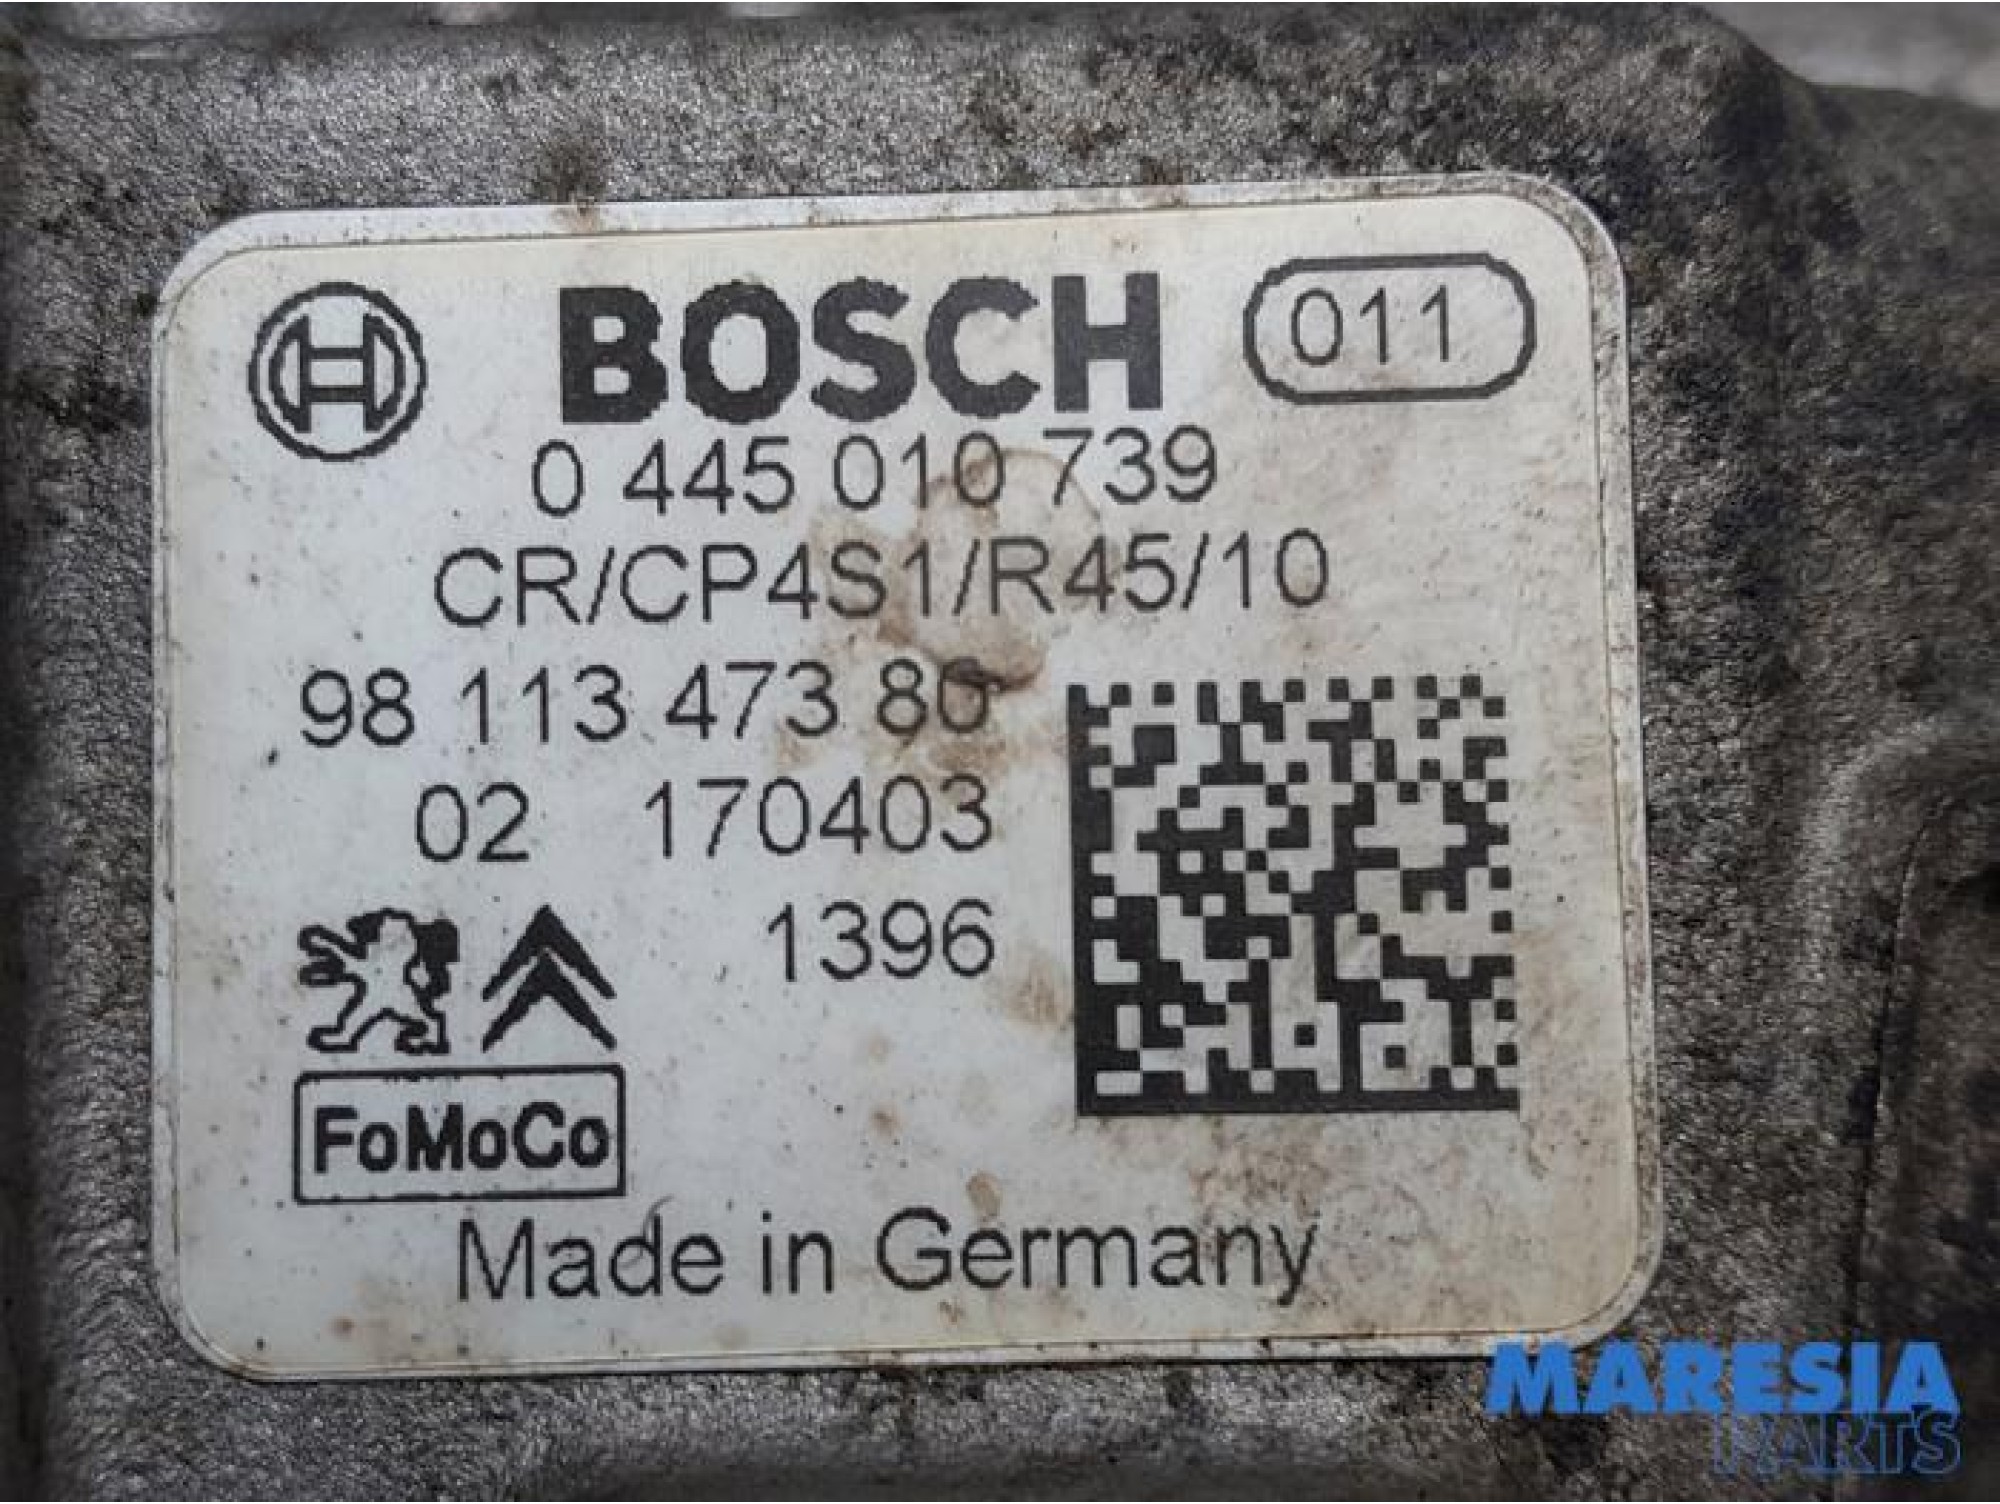 BOSCH 011
0 445 010 739
CR/CP4S1/R45/10
98 113 473 80
02 170403
1396
FoMoCo
Made in Germany
MARESIA
PARTS